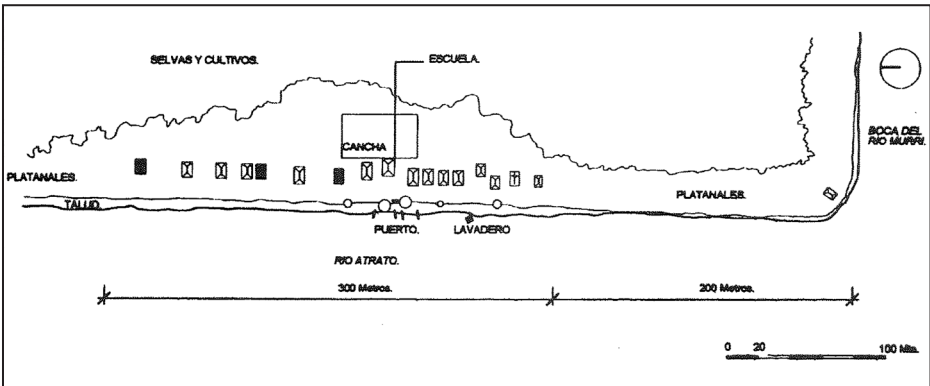 SELVAS Y CULTIVOS.
ESCUELA.
BOCA DEL
RIO MURRI.
CANCHA
PLATANALES.
PLATANALES.
TALUD.
PUERTO.
LAVADERO
RIO ATRATO.
300 Metros.
200 Metros.
0 20 100 Mts.